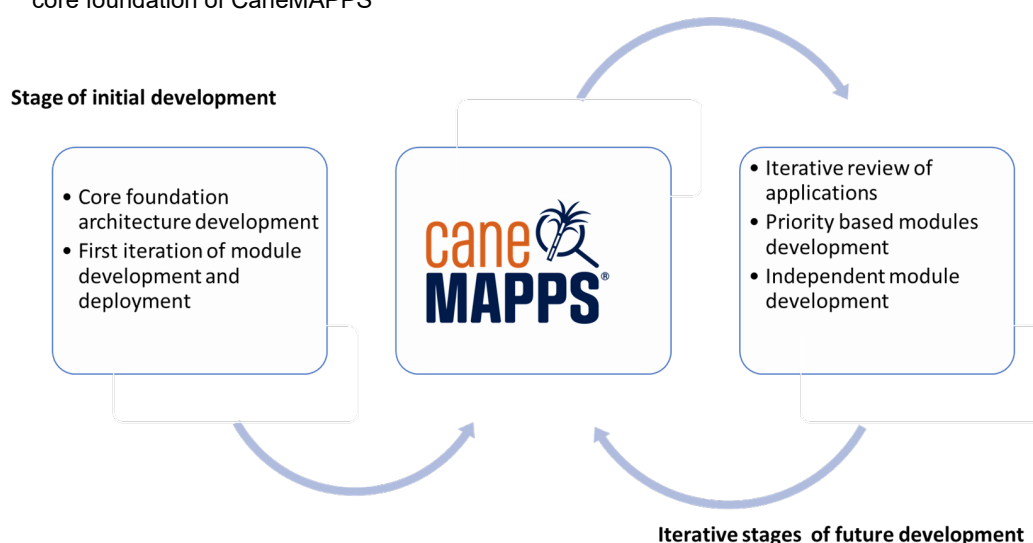 core foundation of CaneMAPPS
Stage of initial development
• Core foundation
architecture development
• First iteration of module
development and
deployment
cane
MAPPS®
• Iterative review of
applications
• Priority based modules
development
• Independent module
development
Iterative stages of future development